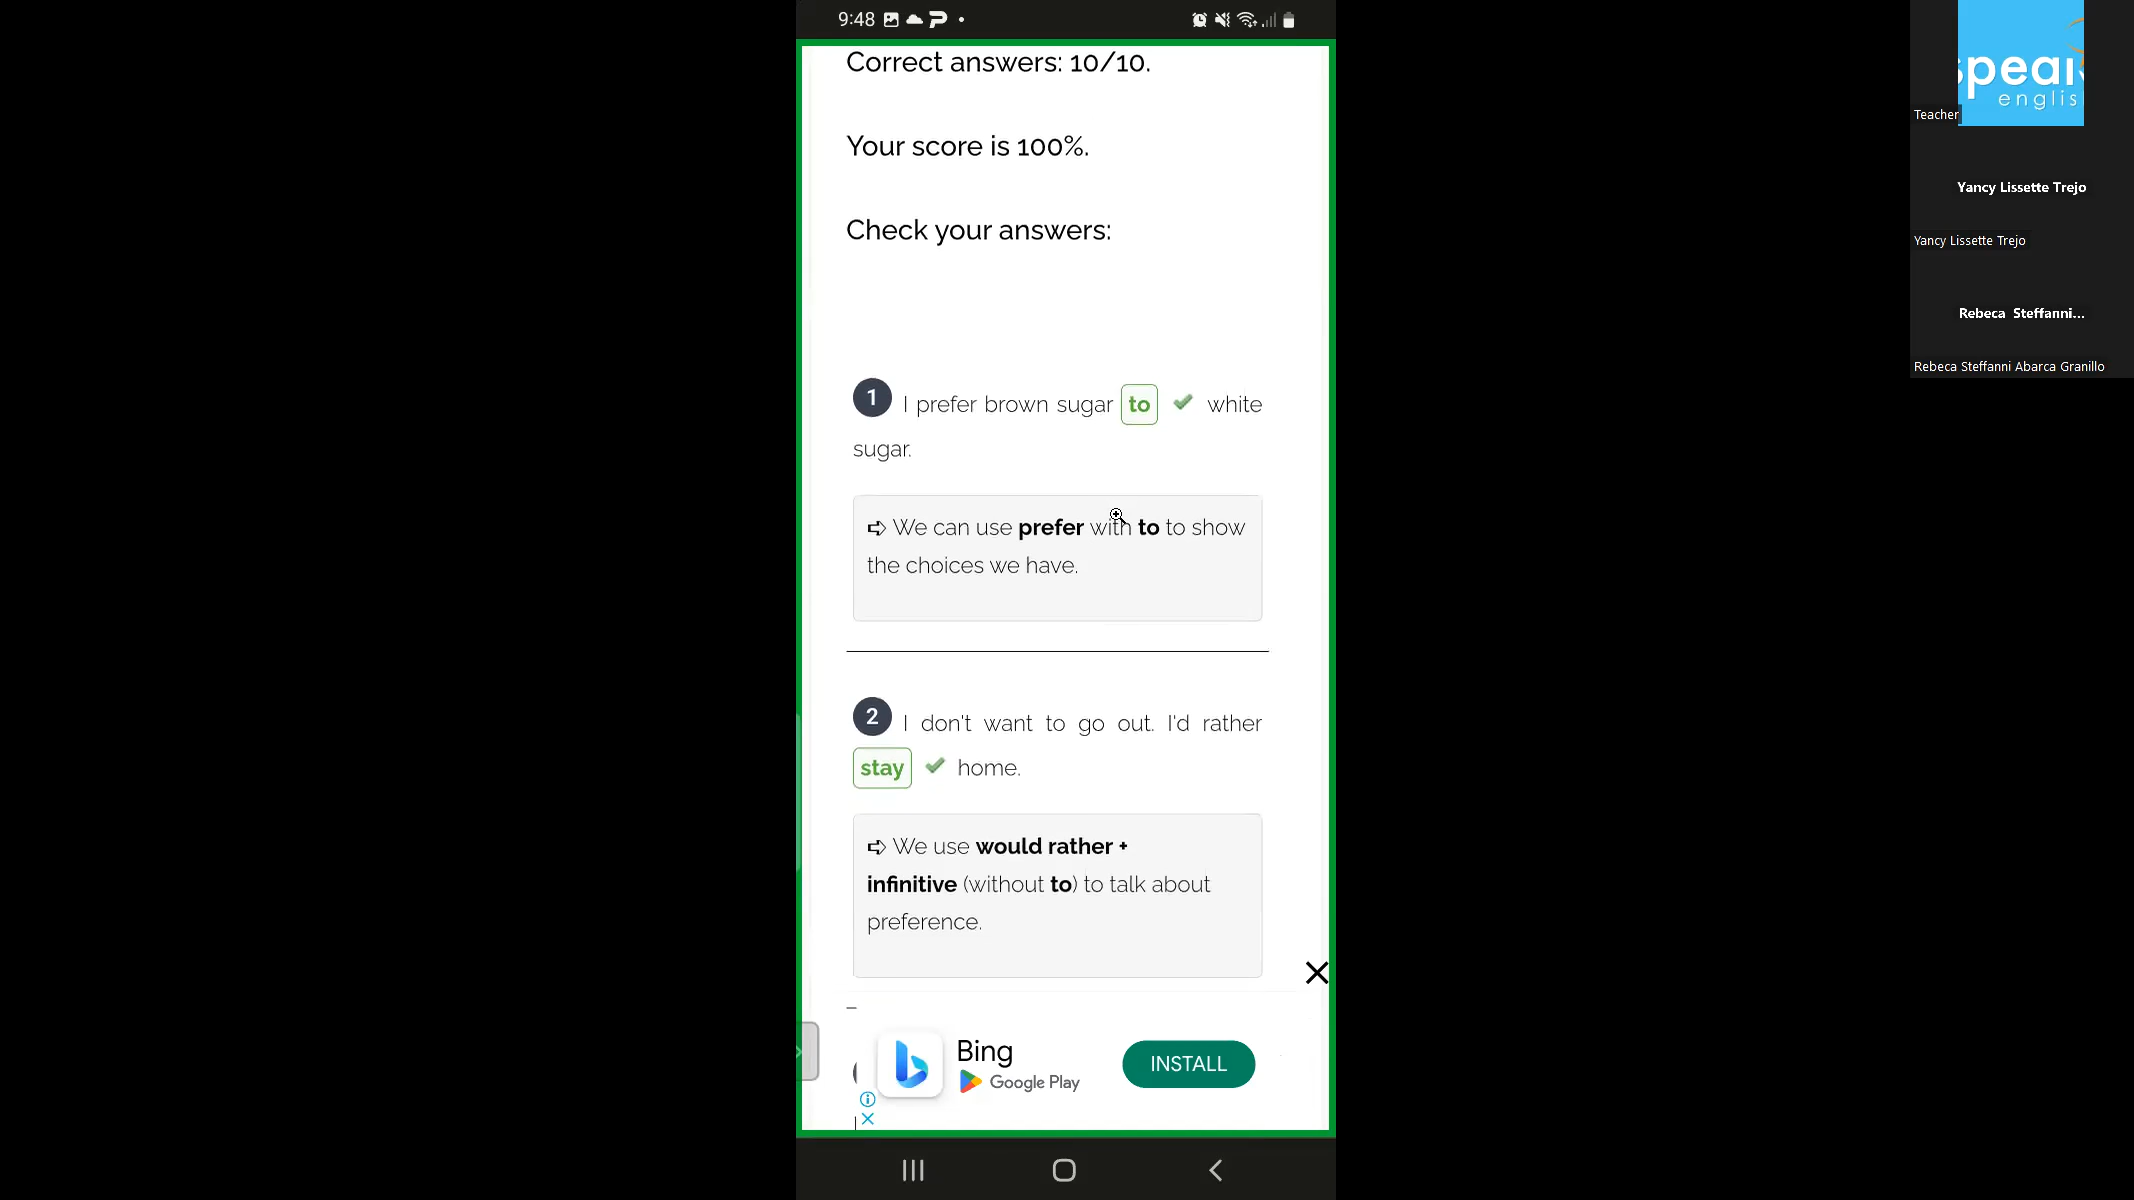 9:48
Correct answers: 10/10.
Your score is 100%.
Check your answers:
1 I prefer brown sugar to white
sugar.
We can use prefer with to to show
the choices we have.
2 I don't want to go out. I'd rather
stay home.
We use would rather +
infinitive (without to) to talk about
preference.
Bing
Google Play
INSTALL
speak
englis
Teacher
Yancy Lissette Trejo
Yancy Lissette Trejo
Rebeca Steffanni...
Rebeca Steffanni Abarca Granillo